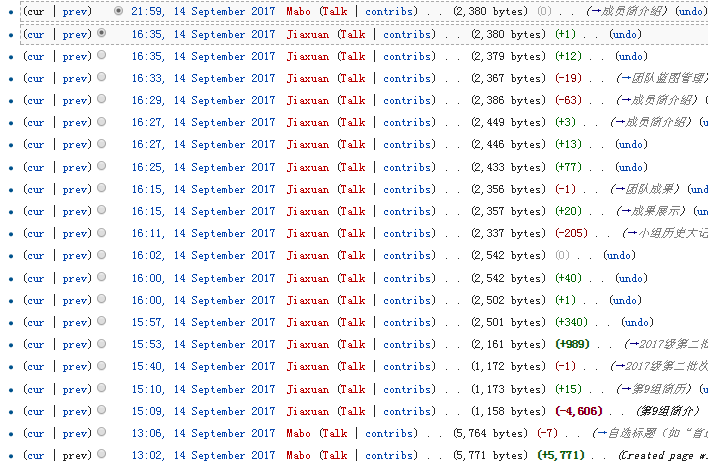 (cur | prev) 21:59, 14 September 2017 Mabo (Talk | contribs) . . (2,380 bytes) (0) . . (→成员简介绍) (undo)
(cur | prev) 16:35, 14 September 2017 Jiaxuan (Talk | contribs) . . (2,380 bytes) (+1) . . (undo)
(cur | prev) 16:35, 14 September 2017 Jiaxuan (Talk | contribs) . . (2,379 bytes) (+12) . . (undo)
(cur | prev) 16:33, 14 September 2017 Jiaxuan (Talk | contribs) . . (2,367 bytes) (-19) . . (→团队蓝图管理)
(cur | prev) 16:29, 14 September 2017 Jiaxuan (Talk | contribs) . . (2,386 bytes) (-63) . . (→成员简介绍) (
(cur | prev) 16:27, 14 September 2017 Jiaxuan (Talk | contribs) . . (2,449 bytes) (+3) . . (→成员简介绍) (u
(cur | prev) 16:27, 14 September 2017 Jiaxuan (Talk | contribs) . . (2,446 bytes) (+13) . . (undo)
(cur | prev) 16:25, 14 September 2017 Jiaxuan (Talk | contribs) . . (2,433 bytes) (+77) . . (undo)
(cur | prev) 16:15, 14 September 2017 Jiaxuan (Talk | contribs) . . (2,356 bytes) (-1) . . (→团队成果) (und
(cur | prev) 16:15, 14 September 2017 Jiaxuan (Talk | contribs) . . (2,357 bytes) (+20) . . (→成果展示) (un
(cur | prev) 16:11, 14 September 2017 Jiaxuan (Talk | contribs) . . (2,337 bytes) (-205) . . (→小组历史大记
(cur | prev) 16:02, 14 September 2017 Jiaxuan (Talk | contribs) . . (2,542 bytes) (0) . . (undo)
(cur | prev) 16:00, 14 September 2017 Jiaxuan (Talk | contribs) . . (2,542 bytes) (+40) . . (undo)
(cur | prev) 16:00, 14 September 2017 Jiaxuan (Talk | contribs) . . (2,502 bytes) (+1) . . (undo)
(cur | prev) 15:57, 14 September 2017 Jiaxuan (Talk | contribs) . . (2,501 bytes) (+340) . . (undo)
(cur | prev) 15:53, 14 September 2017 Jiaxuan (Talk | contribs) . . (2,161 bytes) (+989) . . (→2017级第二批
(cur | prev) 15:40, 14 September 2017 Jiaxuan (Talk | contribs) . . (1,172 bytes) (-1) . . (→2017级第二批次
(cur | prev) 15:10, 14 September 2017 Jiaxuan (Talk | contribs) . . (1,173 bytes) (+15) . . (→第9组简历) (u
(cur | prev) 15:09, 14 September 2017 Jiaxuan (Talk | contribs) . . (1,158 bytes) (-4,606) . . (第9组简介)
(cur | prev) 13:06, 14 September 2017 Mabo (Talk | contribs) . . (5,764 bytes) (-7) . . (→自选标题（如“首
(cur | prev) 13:02, 14 September 2017 Mabo (Talk | contribs) . . (5,771 bytes) (+5,771) . . (Created page w